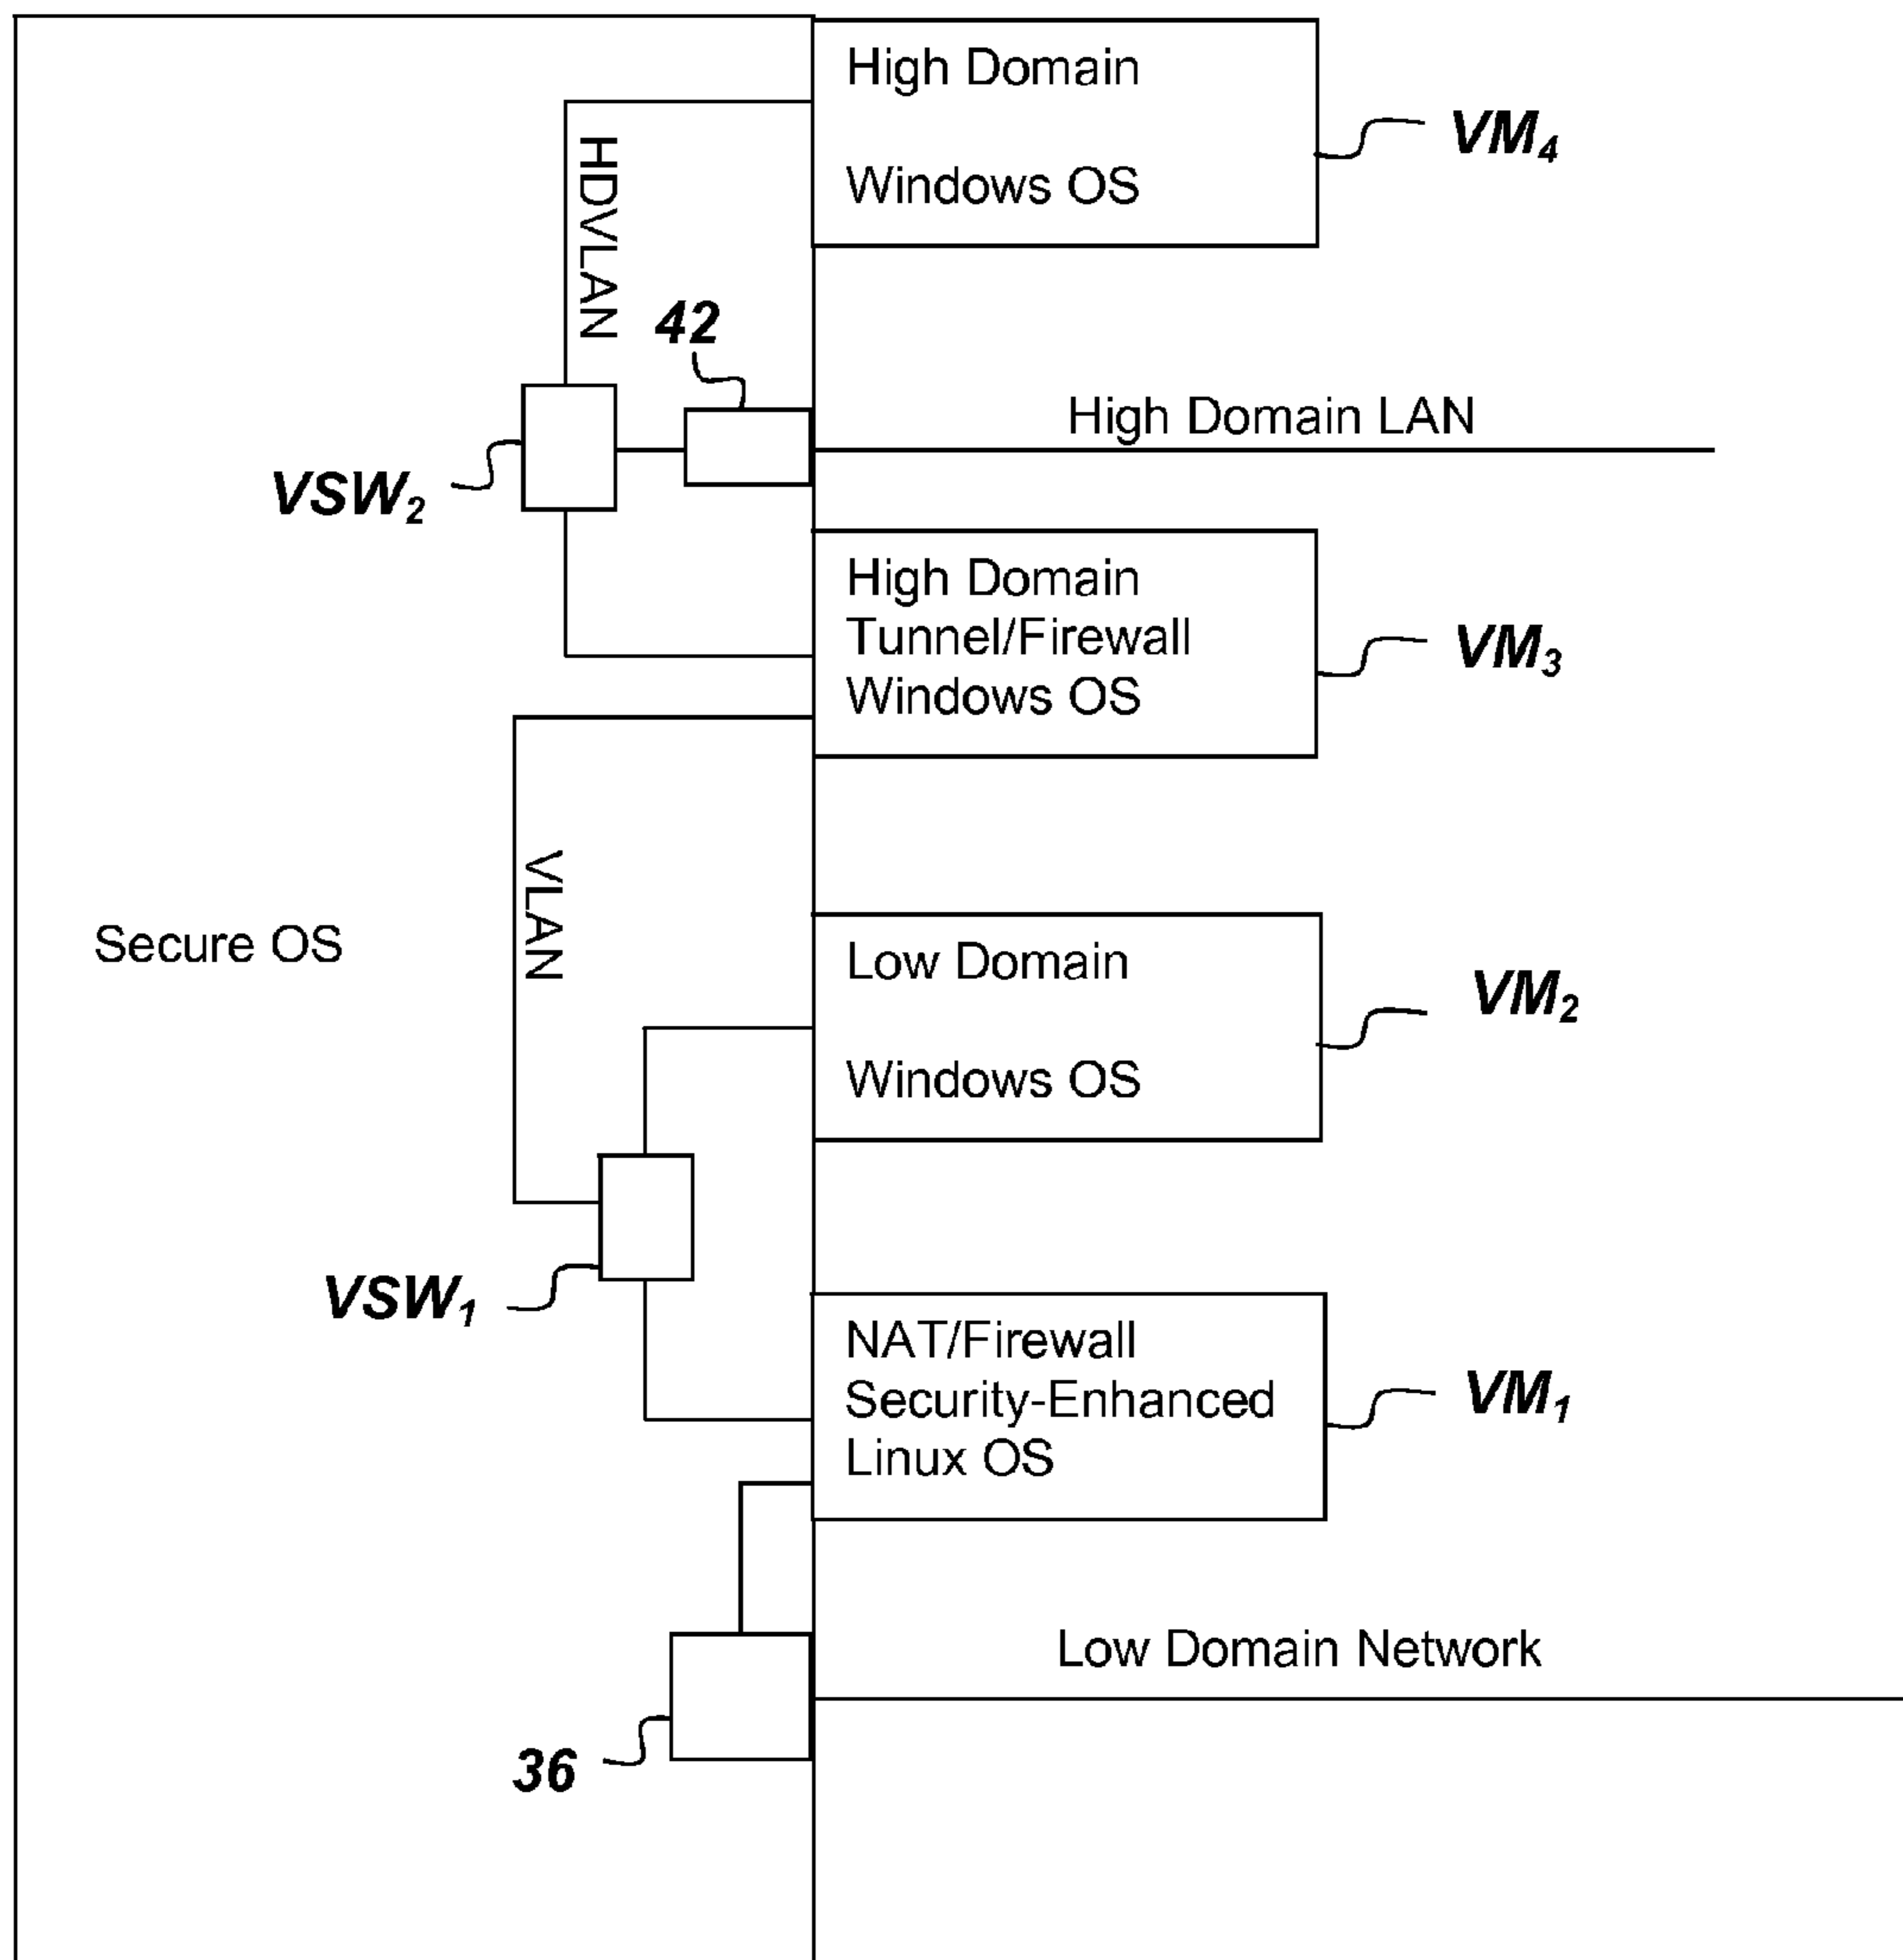 High Domain
Windows OS
VM4
HDVLAN
42
High Domain LAN
VSW2
High Domain
Tunnel/Firewall
Windows OS
VM3
VLAN
Secure OS
Low Domain
Windows OS
VM2
VSW1
NAT/Firewall
Security-Enhanced
Linux OS
VM1
Low Domain Network
36